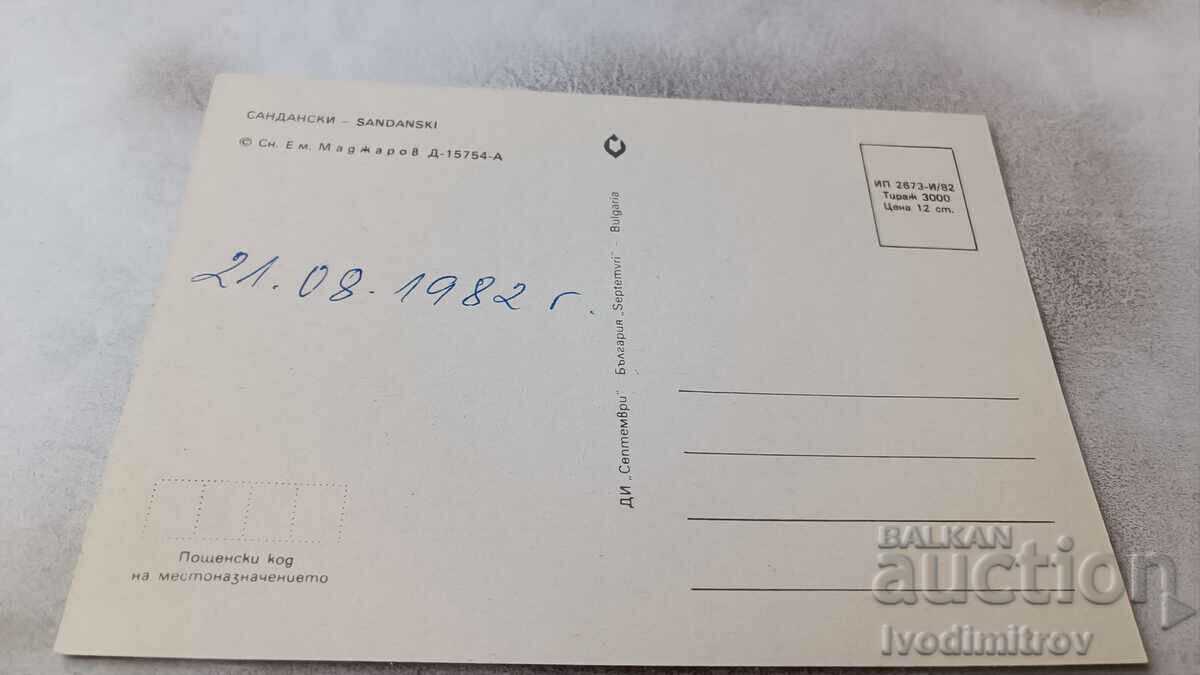 САНДАНСКИ – SANDANSKI
© Сн. Ем. Маджаров Д-15754-А
ИП 2673-И/82
Тираж 3000
Цена 12 ст.
21.08.1982 г.
ДИ „Септември" България „Septemvri" - Bulgaria
Пощенски код
на местоназначението
BALKAN
auction
Ivodimitrov